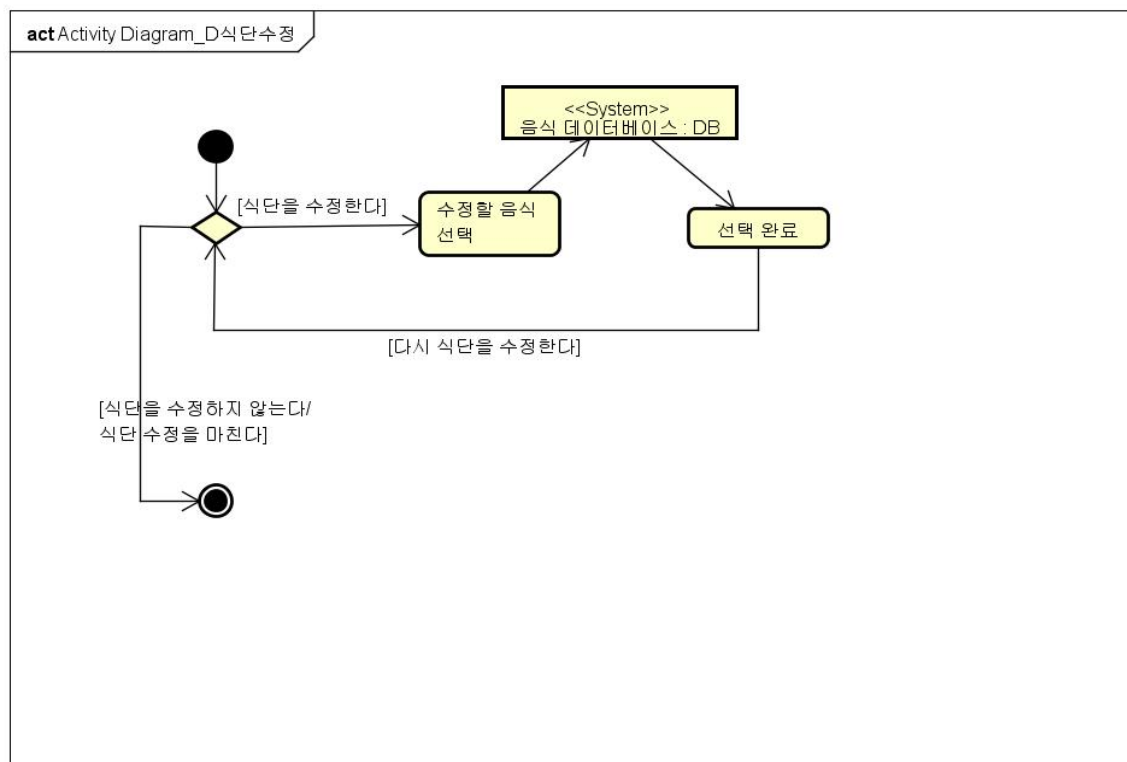 act Activity Diagram_D식단수정
<<System>>
음식 데이터베이스 : DB
[식단을 수정한다]
수정할 음식
선택
선택 완료
[다시 식단을 수정한다]
[식단을 수정하지 않는다/
식단 수정을 마친다]